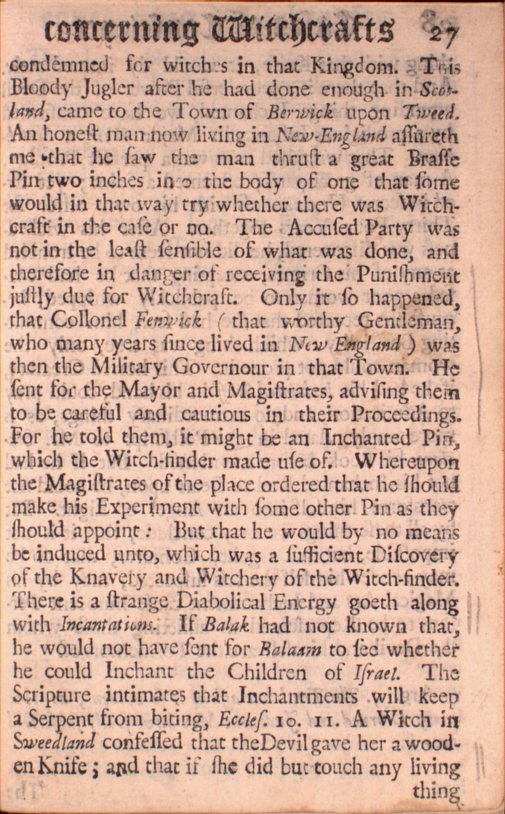 concerning Witchcrafts 27
condemned for witches in that Kingdom. This
Bloody Jugler after he had done enough in Scot-
land, came to the Town of Berwick upon Tweed.
An honeſt man now living in New-England aſſureth
me that he ſaw the man thruſt a great Braſſe
Pin two inches into the body of one that ſome
would in that way try whether there was Witch-
craft in the caſe or no. The Accuſed Party was
not in the leaſt ſenſible of what was done, and
therefore in danger of receiving the Puniſhment
juſtly due for Witchcraft. Only it ſo happened,
that Collonel Fenwick (that worthy Gentleman,
who many years ſince lived in New England) was
then the Military Governour in that Town. He
ſent for the Mayor and Magiſtrates, adviſing them
to be careful and cautious in their Proceedings.
For he told them, it might be an Inchanted Pin,
which the Witch-finder made uſe of. Whereupon
the Magiſtrates of the place ordered that he ſhould
make his Experiment with ſome other Pin as they
ſhould appoint: But that he would by no means
be induced unto, which was a ſufficient Diſcovery
of the Knavery and Witchery of the Witch-finder.
There is a ſtrange Diabolical Energy goeth along
with Incantations. If Balak had not known that,
he would not have ſent for Balaam to ſee whether
he could Inchant the Children of Iſrael. The
Scripture intimates that Inchantments will keep
a Serpent from biting, Eccleſ. 10. 11. A Witch in
Sweedland confeſſed that the Devil gave her a wood-
en Knife; and that if ſhe did but touch any living
thing